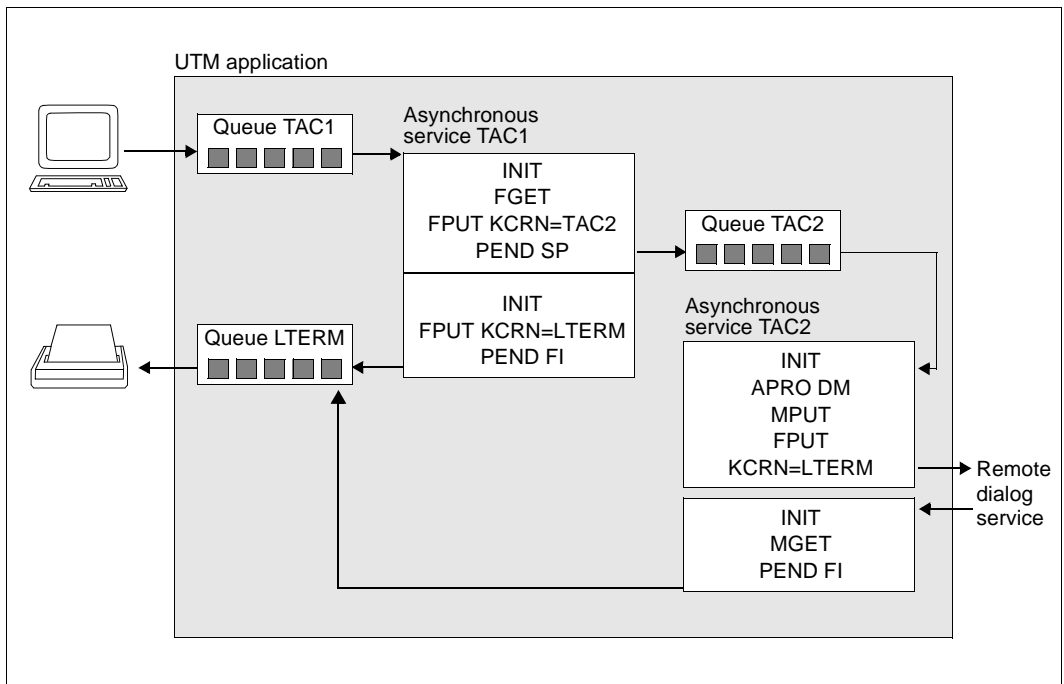 UTM application
Queue TAC1
Asynchronous
service TAC1
INIT
FGET
FPUT KCRN=TAC2
PEND SP
Queue TAC2
INIT
FPUT KCRN=LTERM
PEND FI
Queue LTERM
Asynchronous
service TAC2
INIT
APRO DM
MPUT
FPUT
KCRN=LTERM
Remote
dialog
service
INIT
MGET
PEND FI